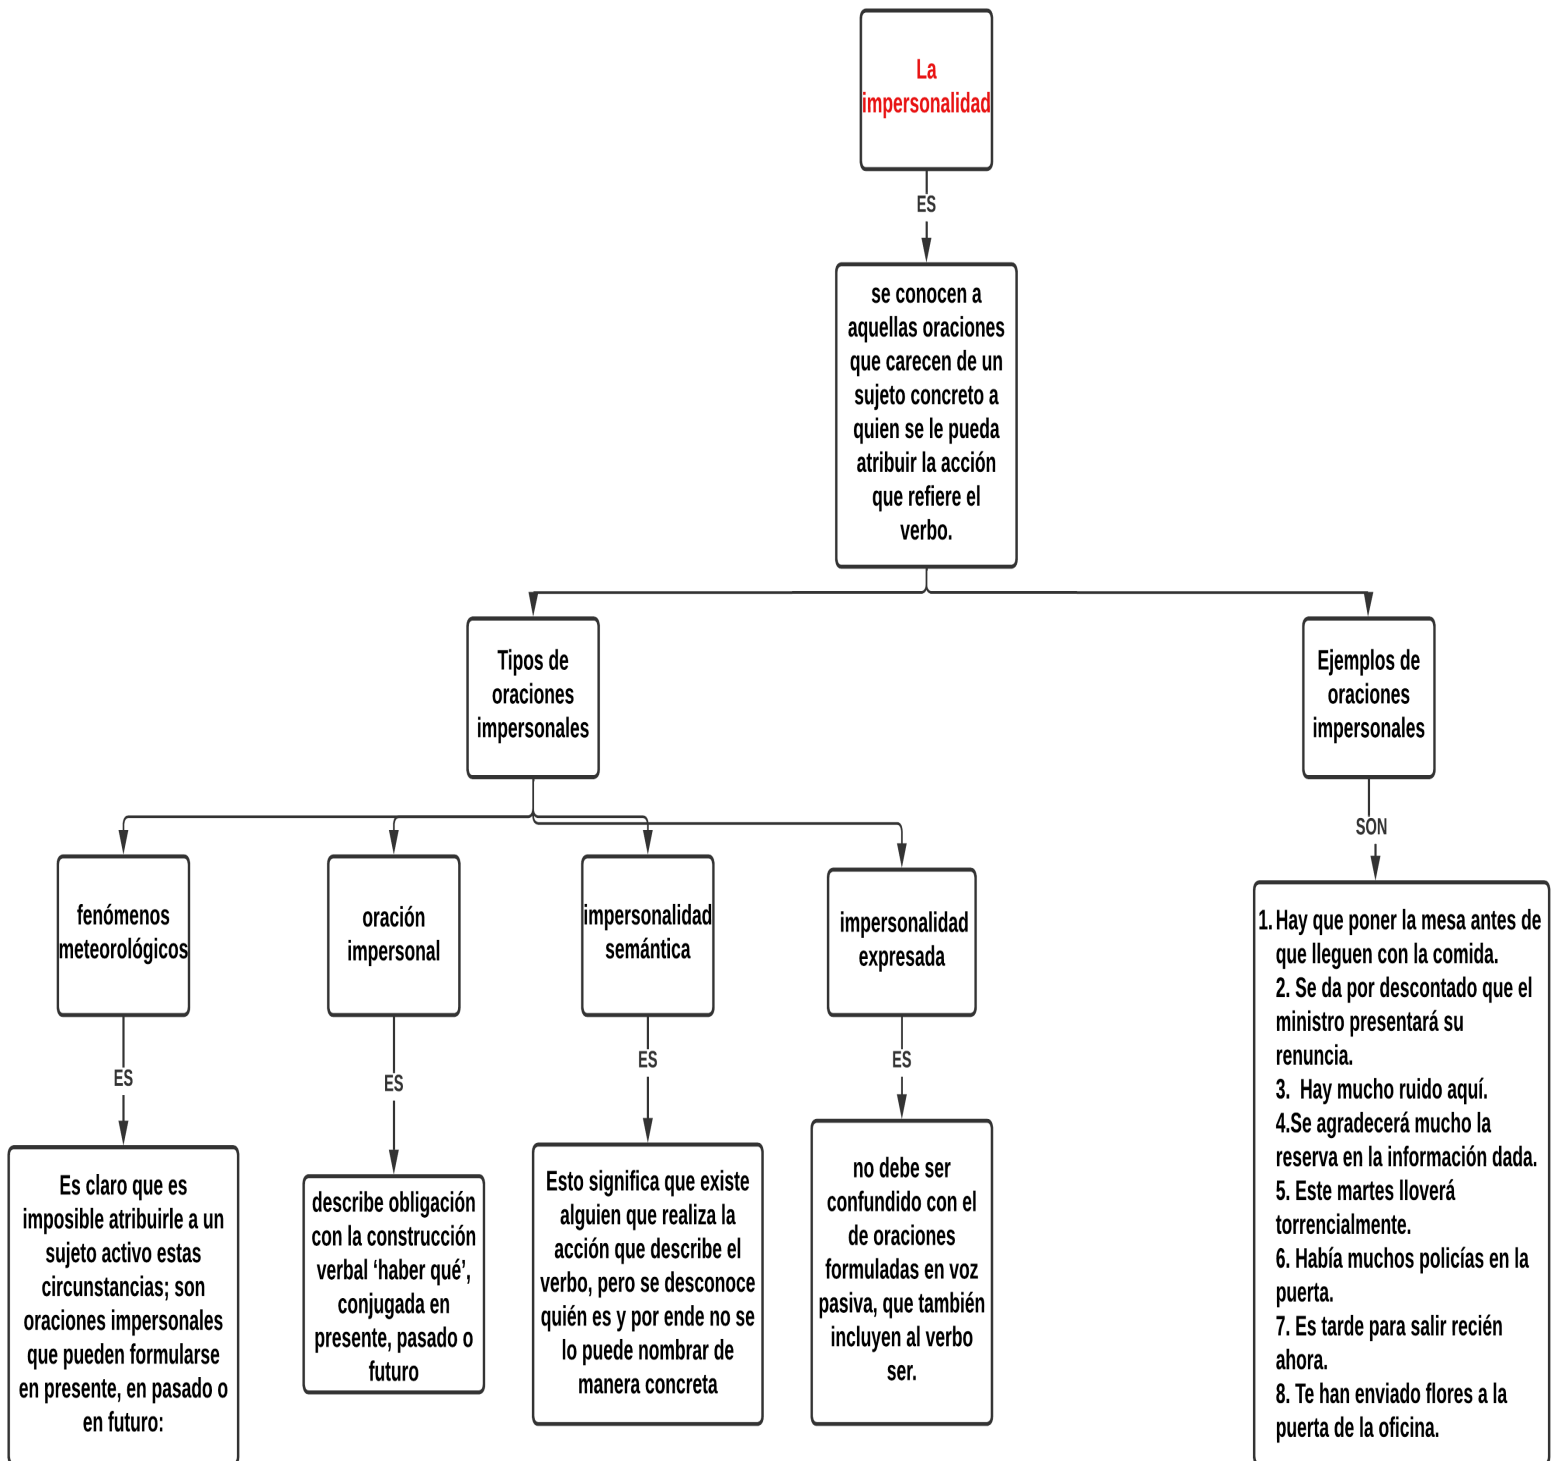 La
impersonalidad
ES
se conocen a
aquellas oraciones
que carecen de un
sujeto concreto a
quien se le pueda
atribuir la acción
que refiere el
verbo.
Tipos de
oraciones
impersonales
Ejemplos de
oraciones
impersonales
fenómenos
meteorológicos
oración
impersonal
impersonalidad
semántica
impersonalidad
expresada
SON
ES
ES
ES
ES
Es claro que es
imposible atribuirle a un
sujeto activo estas
circunstancias; son
oraciones impersonales
que pueden formularse
en presente, en pasado o
en futuro:
describe obligación
con la construcción
verbal ‘haber qué’,
conjugada en
presente, pasado o
futuro
Esto significa que existe
alguien que realiza la
acción que describe el
verbo, pero se desconoce
quién es y por ende no se
lo puede nombrar de
manera concreta
no debe ser
confundido con el
de oraciones
formuladas en voz
pasiva, que también
incluyen al verbo
ser.
1. Hay que poner la mesa antes de
que lleguen con la comida.
2. Se da por descontado que el
ministro presentará su
renuncia.
3.  Hay mucho ruido aquí.
4.Se agradecerá mucho la
reserva en la información dada.
5. Este martes lloverá
torrencialmente.
6. Había muchos policías en la
puerta.
7. Es tarde para salir recién
ahora.
8. Te han enviado flores a la
puerta de la oficina.